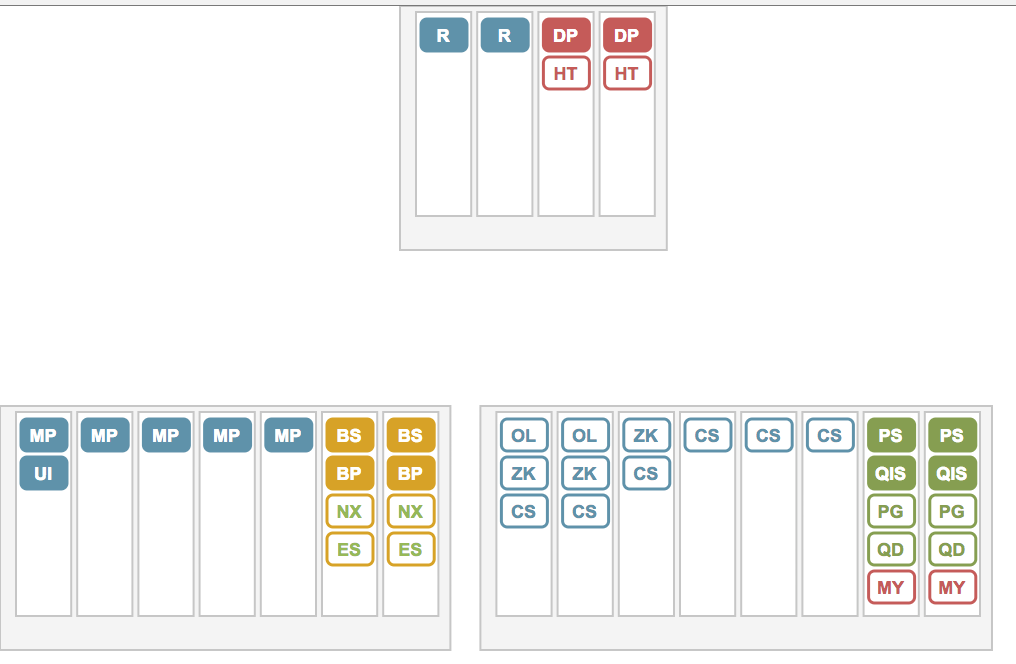 R R DP DP
HT HT
MP MP MP MP MP BS BS
UI BP BP
NX NX
ES ES
OL OL ZK CS CS CS PS PS
ZK ZK CS QIS QIS
CS CS PG PG
QD QD
MY MY